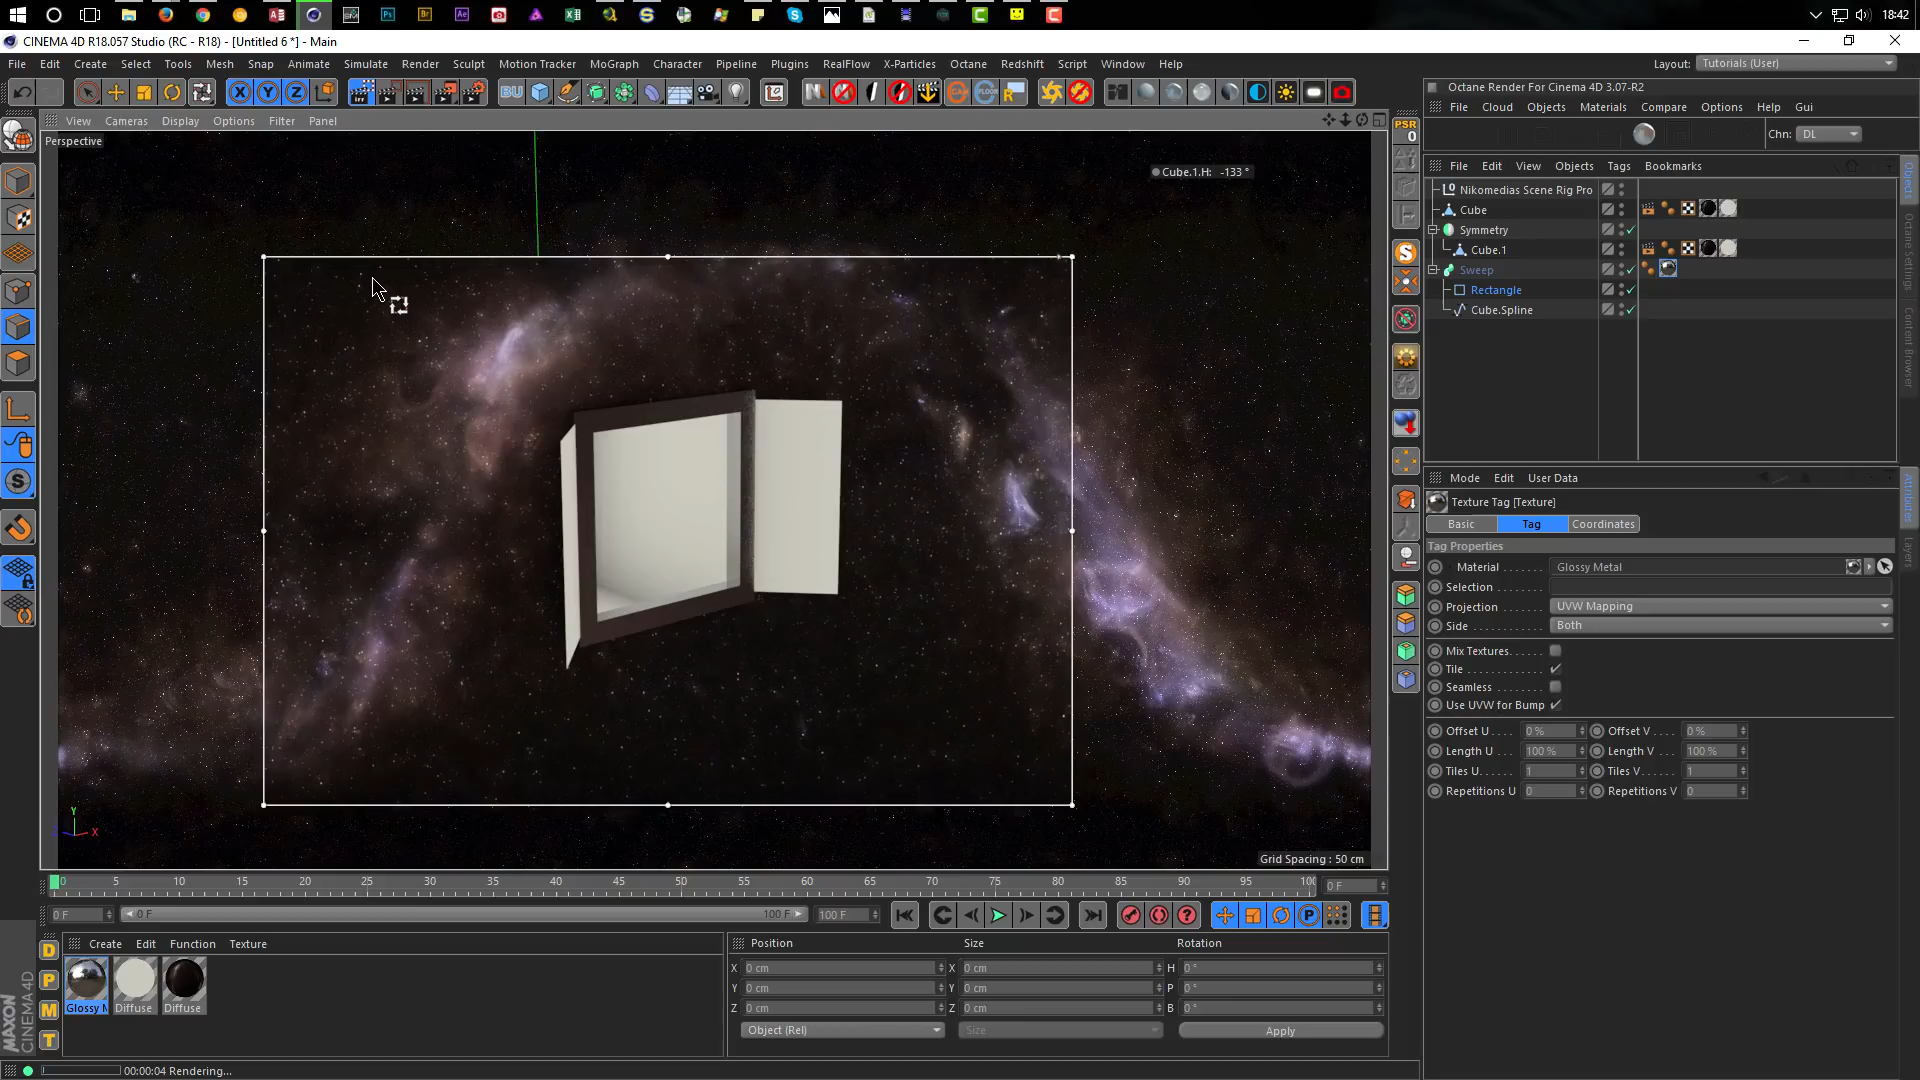 18:42
CINEMA 4D R18.057 Studio (RC - R18) - [Untitled 6 *] - Main
File Edit Create Select Tools Mesh Snap Animate Simulate Render Sculpt Motion Tracker MoGraph Character Pipeline Plugins RealFlow X-Particles Octane Redshift Script Window Help
Layout: Tutorials (User)
Octane Render For Cinema 4D 3.07-R2
File Cloud Objects Materials Compare Options Help Gui
Chn: DL
View Cameras Display Options Filter Panel
Perspective
Cube.1.H: -133 °
Grid Spacing : 50 cm
File Edit View Objects Tags Bookmarks
Nikomedias Scene Rig Pro
Cube
Symmetry
Cube.1
Sweep
Rectangle
Cube.Spline
Objects
Octane Settings
Content Browser
Mode Edit User Data
Texture Tag [Texture]
Basic Tag Coordinates
Tag Properties
Material Glossy Metal
Selection
Projection UVW Mapping
Side Both
Mix Textures
Tile
Seamless
Use UVW for Bump
Offset U 0 % Offset V 0 %
Length U 100 % Length V 100 %
Tiles U 1 Tiles V 1
Repetitions U 0 Repetitions V 0
Attributes
Layers
PSR
0
0 5 10 15 20 25 30 35 40 45 50 55 60 65 70 75 80 85 90 95 100 0 F
0 F 0 F 100 F 100 F
Create Edit Function Texture
D
P
M
T
Glossy M Diffuse Diffuse
Position Size Rotation
X 0 cm X 0 cm H 0 °
Y 0 cm Y 0 cm P 0 °
Z 0 cm Z 0 cm B 0 °
Object (Rel) Size Apply
MAXON
CINEMA 4D
00:00:04 Rendering...